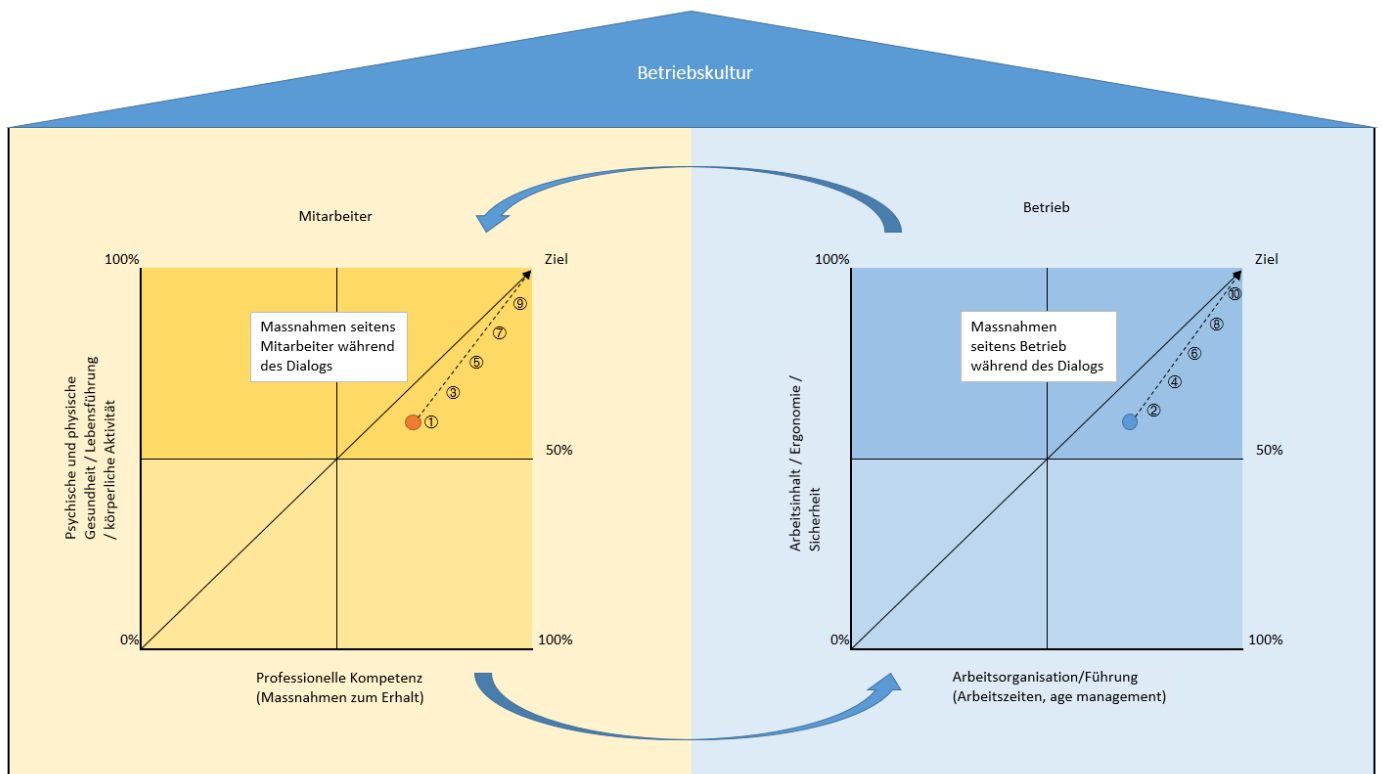 Betriebskultur
Mitarbeiter
100%
Ziel
Massnahmen seitens
Mitarbeiter während
des Dialogs
⑨
⑦
⑤
③
①
50%
Psychische und physische
Gesundheit / Lebensführung
/ körperliche Aktivität
0%
100%
Professionelle Kompetenz
(Massnahmen zum Erhalt)
Betrieb
100%
Ziel
Massnahmen
seitens Betrieb
während des Dialogs
⑩
⑧
⑥
④
②
50%
Arbeitsinhalt / Ergonomie /
Sicherheit
0%
100%
Arbeitsorganisation/Führung
(Arbeitszeiten, age management)